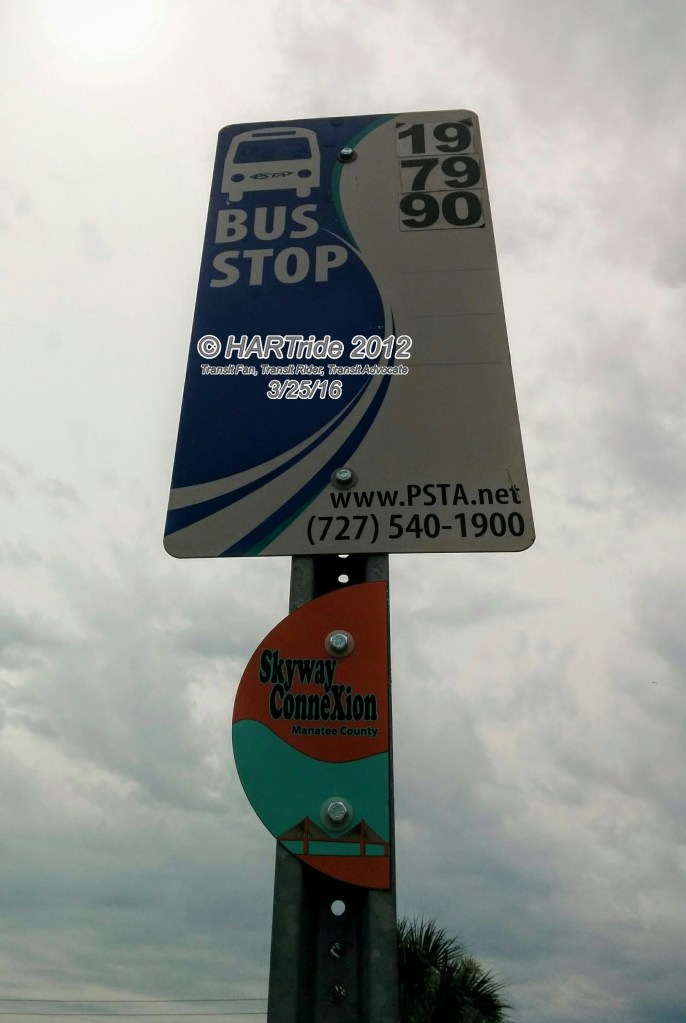 PSTA
BUS
STOP
19
79
90
© HARTride 2012
Transit Fan, Transit Rider, Transit Advocate
3/25/16
www.PSTA.net
(727) 540-1900
Skyway
ConneXion
Manatee County